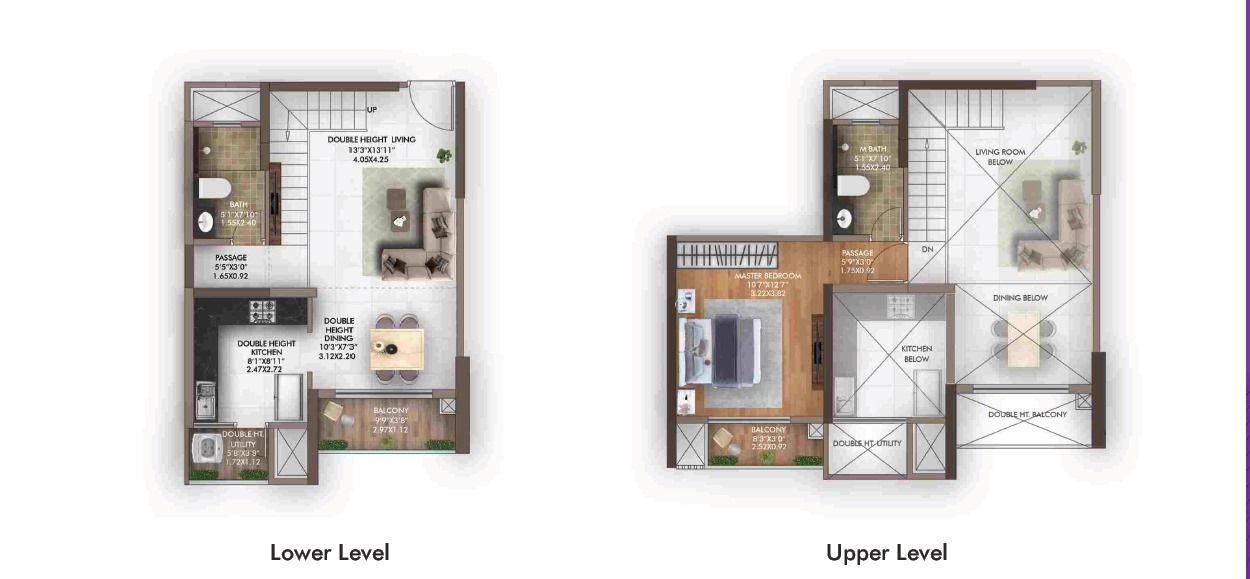 UP
DOUBLE HEIGHT LIVING
13'3"X13'11"
4.05X4.25
BATH
5'1"X7'10"
1.55X2.40
PASSAGE
5'5"X3'0"
1.65X0.92
DOUBLE
HEIGHT
DINING
10'3"X7'3"
3.12X2.20
DOUBLE HEIGHT
KITCHEN
8'1"X8'11"
2.47X2.72
BALCONY
9'9"X3'8"
2.97X1.12
DOUBLE HT.
UTILITY
5'8"X3'8"
1.72X1.12
Lower Level
M BATH
5'1"X7'10"
1.55X2.40
LIVING ROOM
BELOW
DN
PASSAGE
5'9"X3'0"
1.75X0.92
MASTER BEDROOM
10'7"X12'7"
3.22X3.82
DINING BELOW
KITCHEN
BELOW
BALCONY
8'3"X3'0"
2.52X0.92
DOUBLE HT. UTILITY
DOUBLE HT. BALCONY
Upper Level